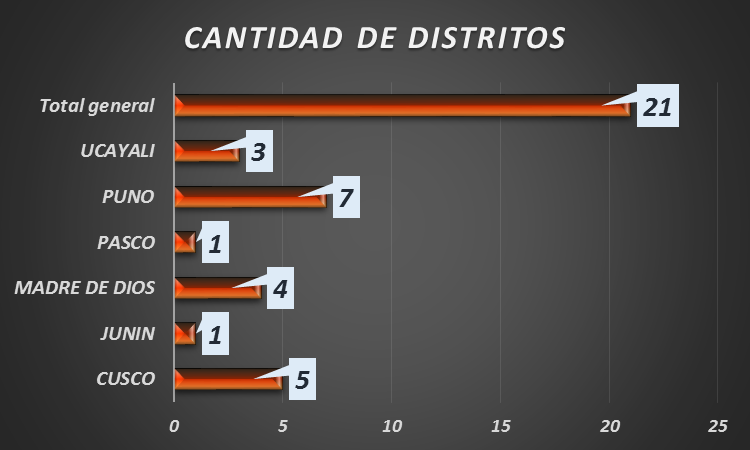 CANTIDAD DE DISTRITOS
Total general 21
UCAYALI 3
PUNO 7
PASCO 1
MADRE DE DIOS 4
JUNIN 1
CUSCO 5
0 5 10 15 20 25